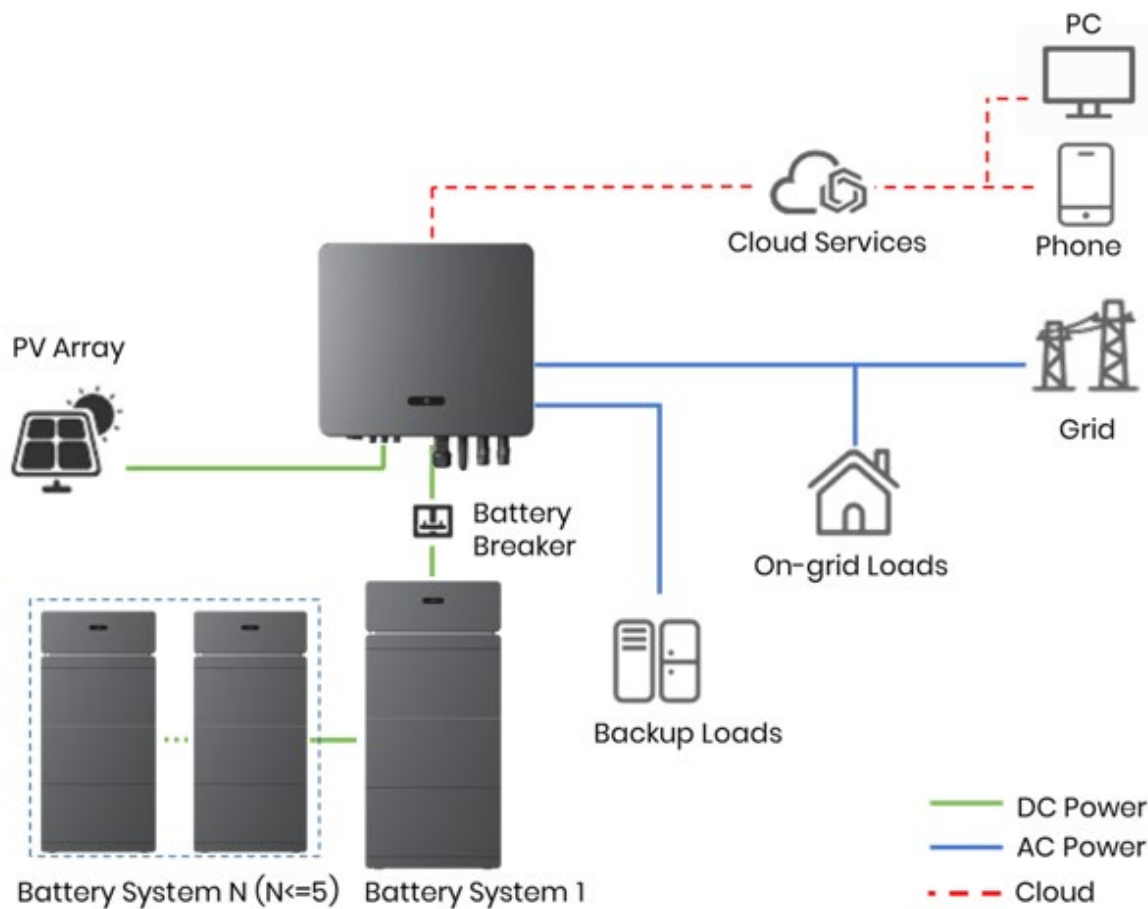 PC
Cloud Services
Phone
PV Array
Grid
Battery
Breaker
On-grid Loads
Backup Loads
Battery System N (N<=5)
Battery System 1
DC Power
AC Power
Cloud